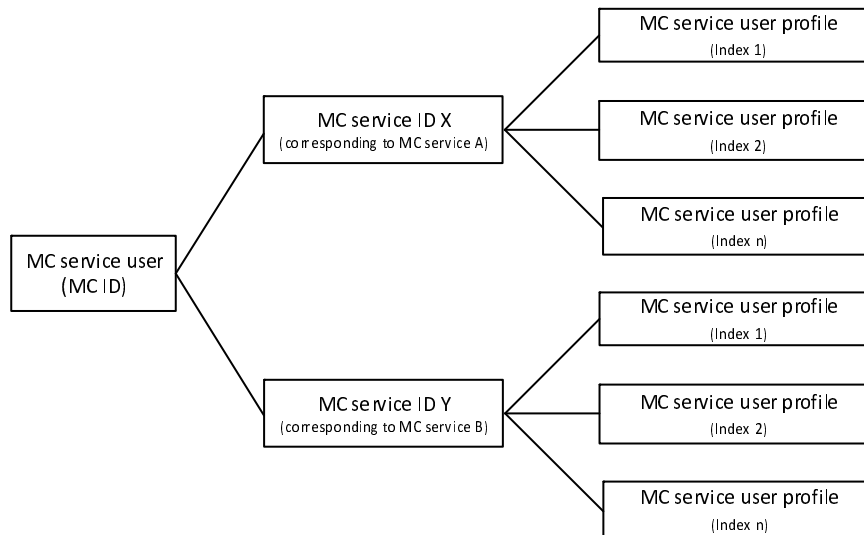 MC service user profile
(Index 1)
MC service ID X
(corresponding to MC service A)
MC service user profile
(Index 2)
MC service user profile
(Index n)
MC service user
(MC ID)
MC service user profile
(Index 1)
MC service ID Y
(corresponding to MC service B)
MC service user profile
(Index 2)
MC service user profile
(Index n)